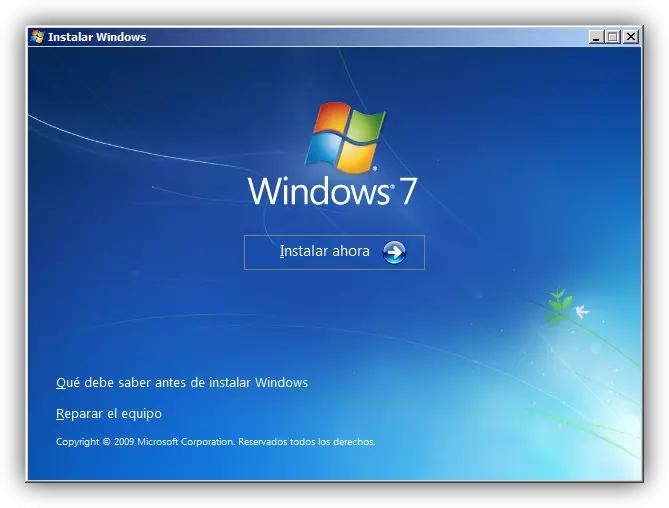 Instalar Windows
Windows® 7
Instalar ahora
Qué debe saber antes de instalar Windows
Reparar el equipo
Copyright © 2009 Microsoft Corporation. Reservados todos los derechos.